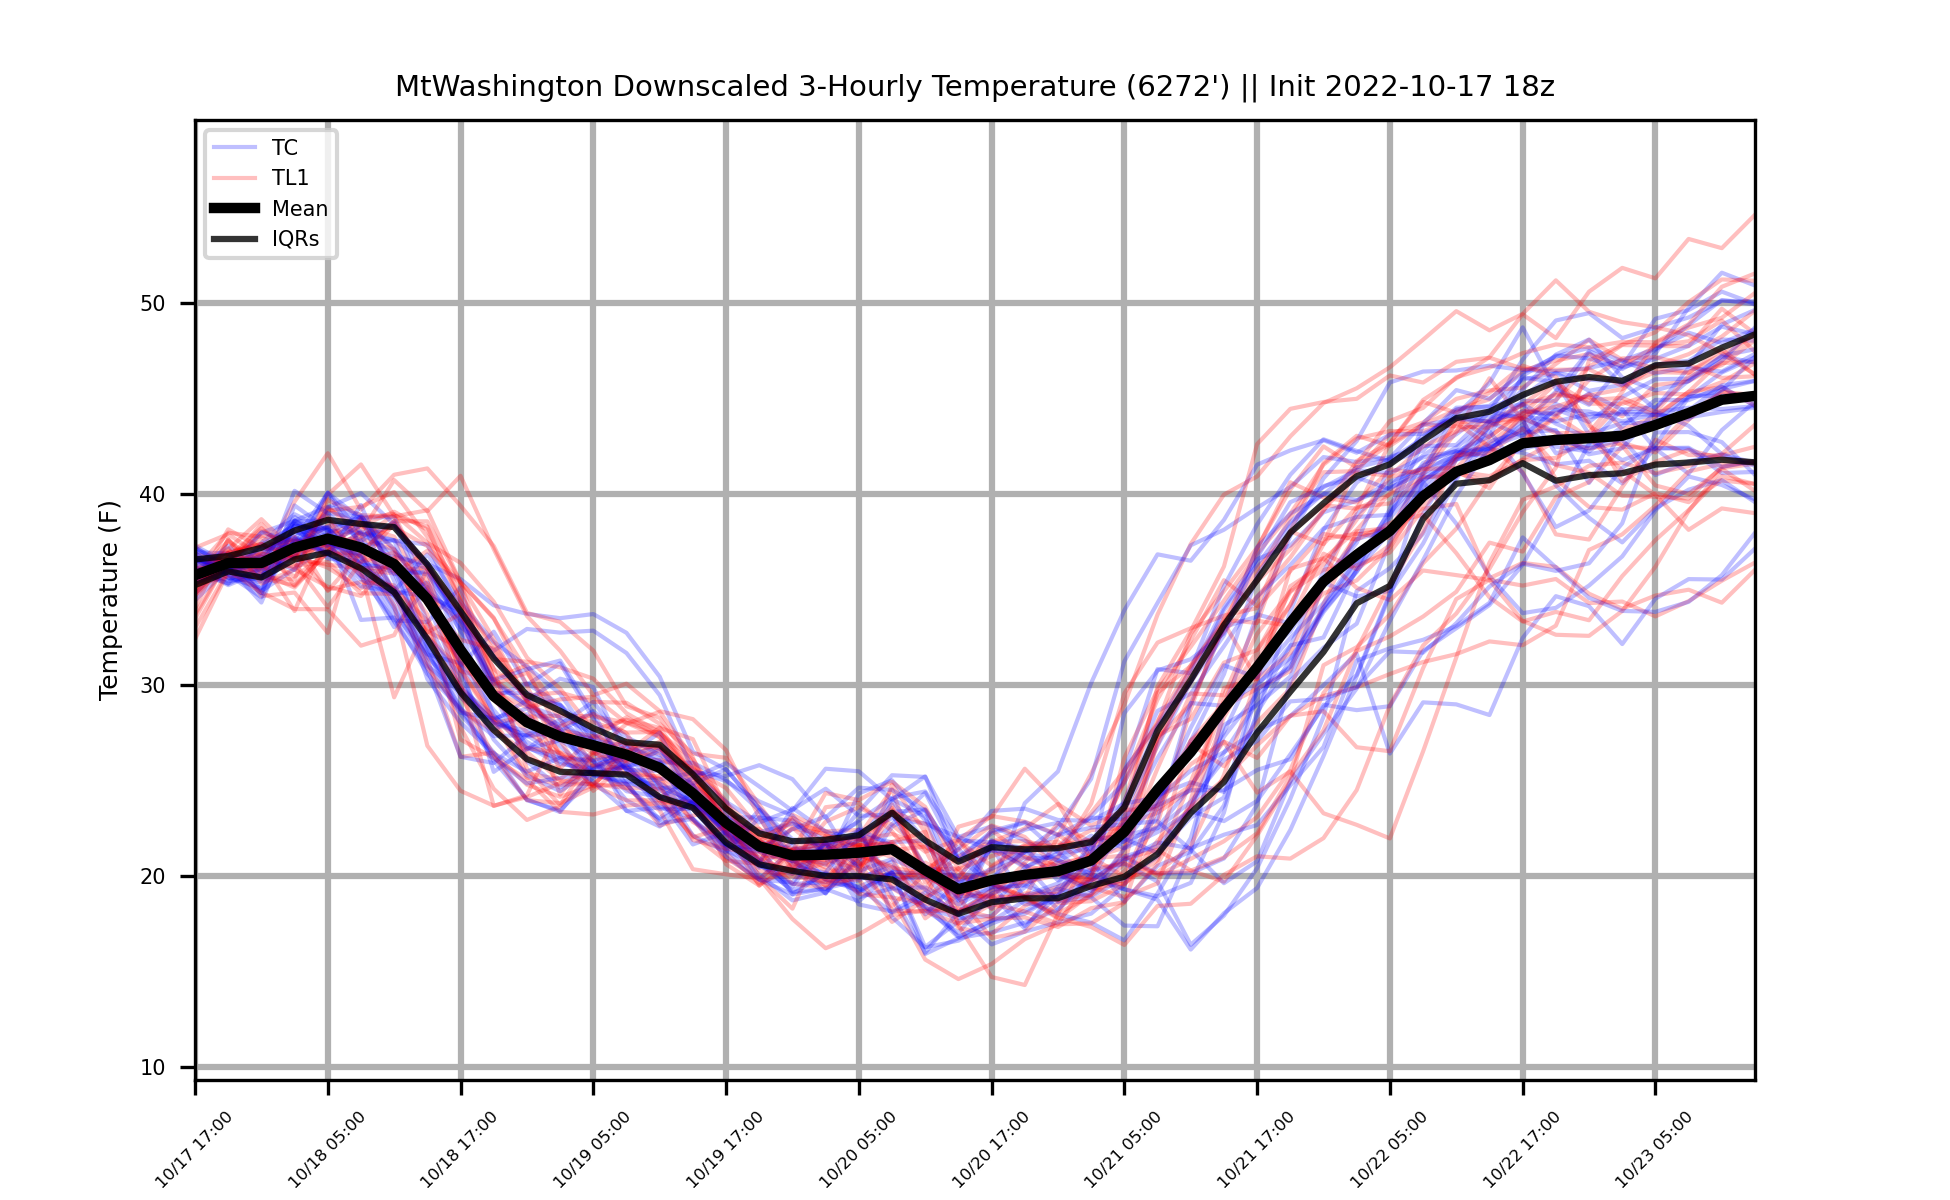 MtWashington Downscaled 3-Hourly Temperature (6272') || Init 2022-10-17 18z
TC
TL1
Mean
IQRs
Temperature (F)
50
40
30
20
10
10/17 17:00
10/18 05:00
10/18 17:00
10/19 05:00
10/19 17:00
10/20 05:00
10/20 17:00
10/21 05:00
10/21 17:00
10/22 05:00
10/22 17:00
10/23 05:00